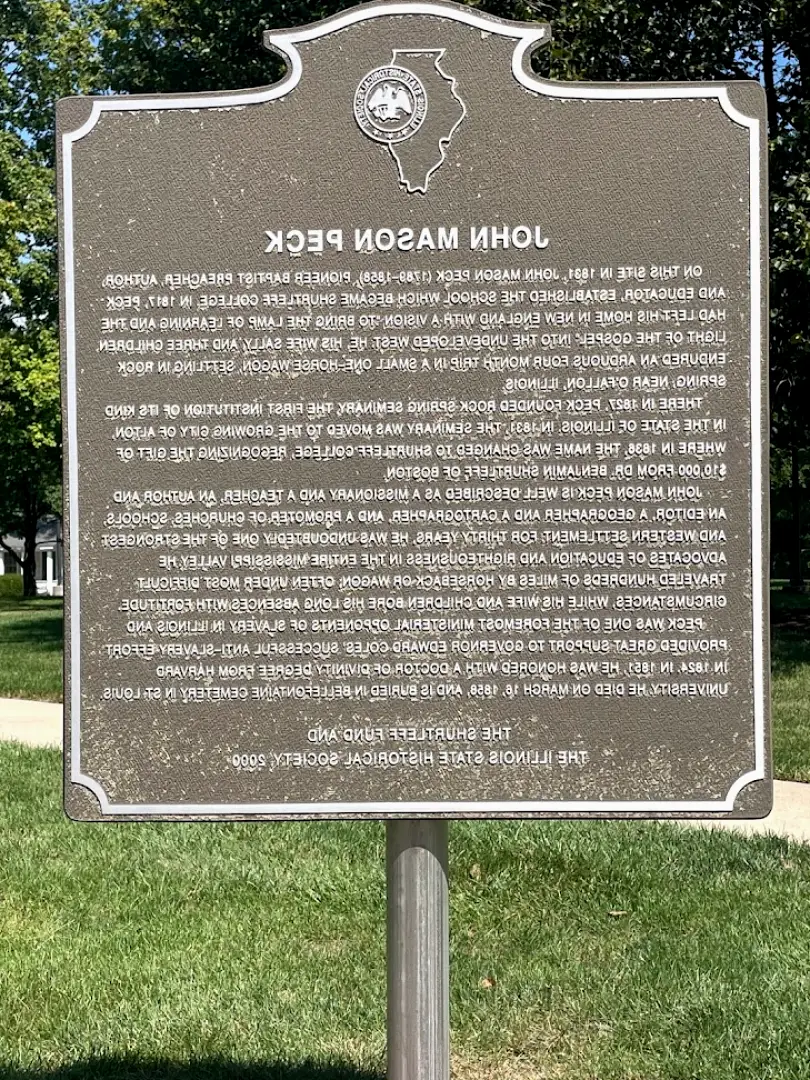 ILLINOIS STATE HISTORICAL SOCIETY
JOHN MASON PECK
ON THIS SITE IN 1831, JOHN MASON PECK (1789-1858), PIONEER BAPTIST PREACHER, AUTHOR,
AND EDUCATOR, ESTABLISHED THE SCHOOL WHICH BECAME SHURTLEFF COLLEGE. IN 1817, PECK
HAD LEFT HIS HOME IN NEW ENGLAND WITH A VISION "TO BRING THE LAMP OF LEARNING AND THE
LIGHT OF THE GOSPEL" INTO THE UNDEVELOPED WEST. HE, HIS WIFE SALLY, AND THREE CHILDREN
ENDURED AN ARDUOUS FOUR MONTH TRIP IN A SMALL ONE-HORSE WAGON, SETTLING IN ROCK
SPRING, NEAR O'FALLON, ILLINOIS.
THERE IN 1827, PECK FOUNDED ROCK SPRING SEMINARY, THE FIRST INSTITUTION OF ITS KIND
IN THE STATE OF ILLINOIS. IN 1831, THE SEMINARY WAS MOVED TO THE GROWING CITY OF ALTON,
WHERE IN 1836, THE NAME WAS CHANGED TO SHURTLEFF COLLEGE, RECOGNIZING THE GIFT OF
$10,000 FROM DR. BENJAMIN SHURTLEFF OF BOSTON.
JOHN MASON PECK IS WELL DESCRIBED AS A MISSIONARY AND A TEACHER, AN AUTHOR AND
AN EDITOR, A GEOGRAPHER AND A CARTOGRAPHER, AND A PROMOTER OF CHURCHES, SCHOOLS,
AND WESTERN SETTLEMENT. FOR THIRTY YEARS, HE WAS UNDOUBTEDLY ONE OF THE STRONGEST
ADVOCATES OF EDUCATION AND RIGHTEOUSNESS IN THE ENTIRE MISSISSIPPI VALLEY. HE
TRAVELED HUNDREDS OF MILES BY HORSEBACK OR WAGON, OFTEN UNDER MOST DIFFICULT
CIRCUMSTANCES, WHILE HIS WIFE AND CHILDREN BORE HIS LONG ABSENCES WITH FORTITUDE.
PECK WAS ONE OF THE FOREMOST MINISTERIAL OPPONENTS OF SLAVERY IN ILLINOIS AND
PROVIDED GREAT SUPPORT TO GOVERNOR EDWARD COLES' SUCCESSFUL ANTI-SLAVERY EFFORT
IN 1824. IN 1851, HE WAS HONORED WITH A DOCTOR OF DIVINITY DEGREE FROM HARVARD
UNIVERSITY. HE DIED ON MARCH 16, 1858, AND IS BURIED IN BELLEFONTAINE CEMETERY IN ST. LOUIS.
THE SHURTLEFF FUND AND
THE ILLINOIS STATE HISTORICAL SOCIETY, 2000